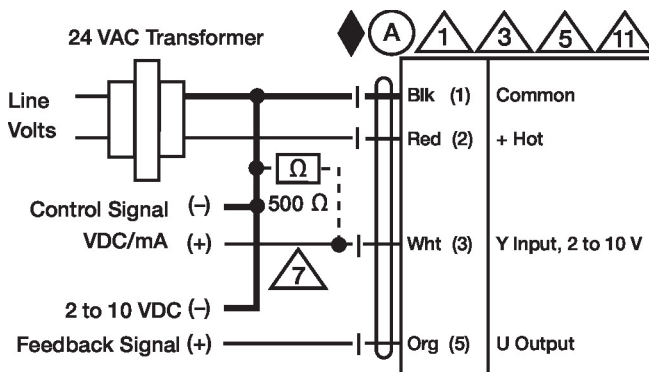 24 VAC Transformer
A 1 3 5 11
Line
Volts
Blk (1) Common
Red (2) + Hot
Ω
500 Ω
Control Signal (–)
VDC/mA (+)
Wht (3) Y Input, 2 to 10 V
7
2 to 10 VDC (–)
Feedback Signal (+)
Org (5) U Output